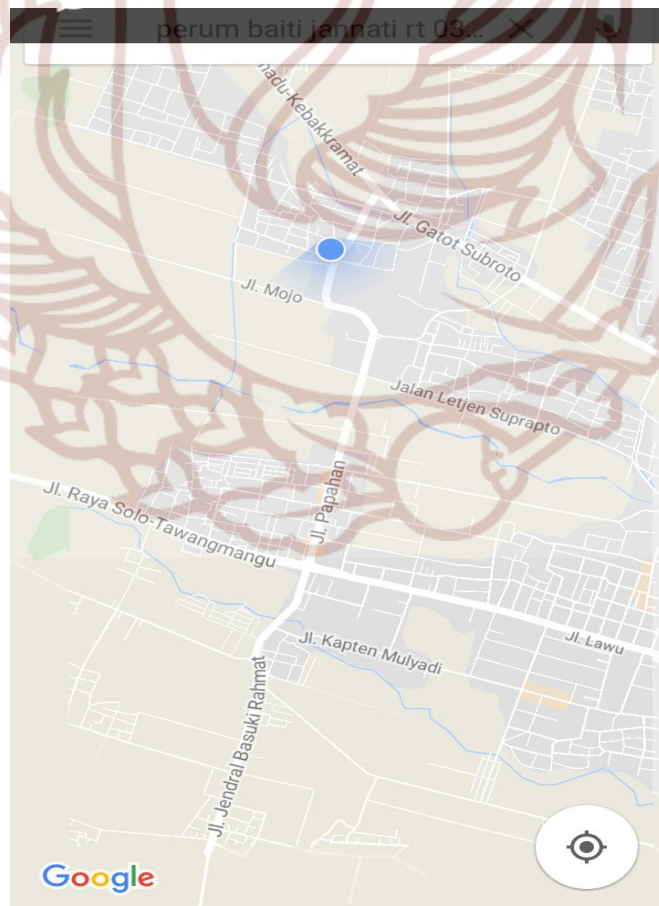 perum baiti jannati rt 03...
nadu-Kebakkramat
Jl. Gatot Subroto
Jl. Mojo
Jalan Letjen Suprapto
Jl. Papahan
Jl. Raya Solo-Tawangmangu
Jl. Lawu
Jl. Kapten Mulyadi
Jl. Jendral Basuki Rahmat
Google